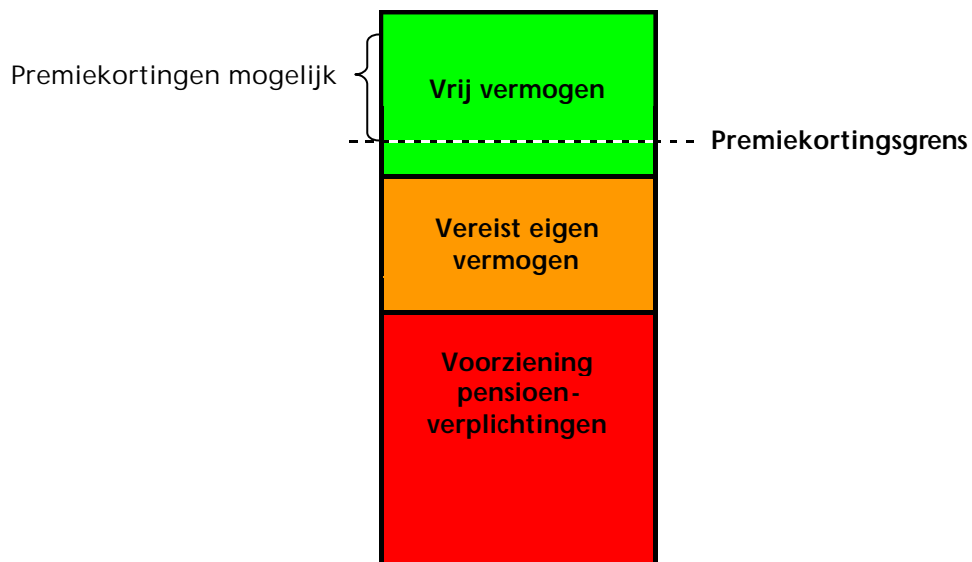 Premiekortingen mogelijk
Vrij vermogen
Premiekortingsgrens
Vereist eigen
vermogen
Voorziening
pensioen-
verplichtingen